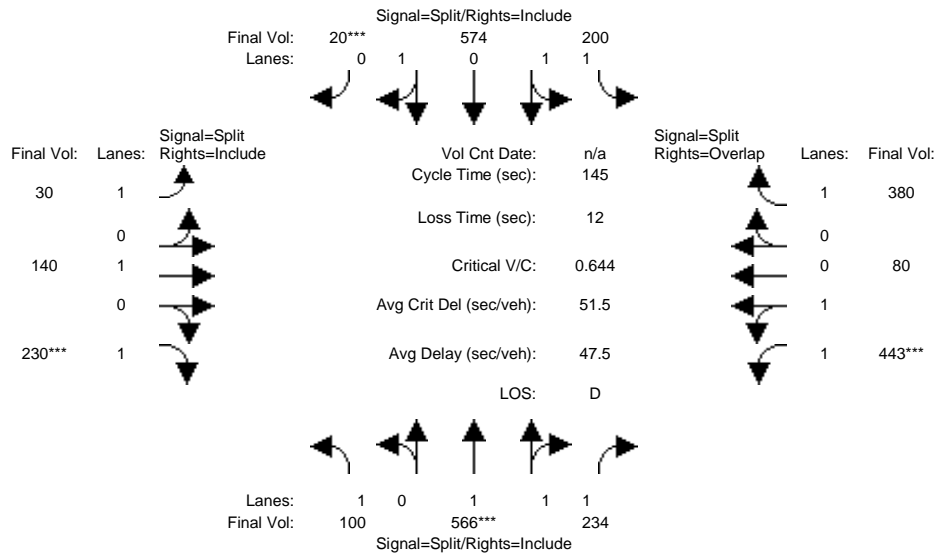 Signal=Split/Rights=Include
Final Vol: 20*** 574 200
Lanes: 0 1 0 1 1
Signal=Split
Final Vol: Lanes: Rights=Include
Vol Cnt Date: n/a
Signal=Split
Rights=Overlap Lanes: Final Vol:
Cycle Time (sec): 145
30 1
1 380
Loss Time (sec): 12
0
0
140 1
Critical V/C: 0.644
0 80
0
Avg Crit Del (sec/veh): 51.5
1
230*** 1
Avg Delay (sec/veh): 47.5
1 443***
LOS: D
Lanes: 1 0 1 1 1
Final Vol: 100 566*** 234
Signal=Split/Rights=Include